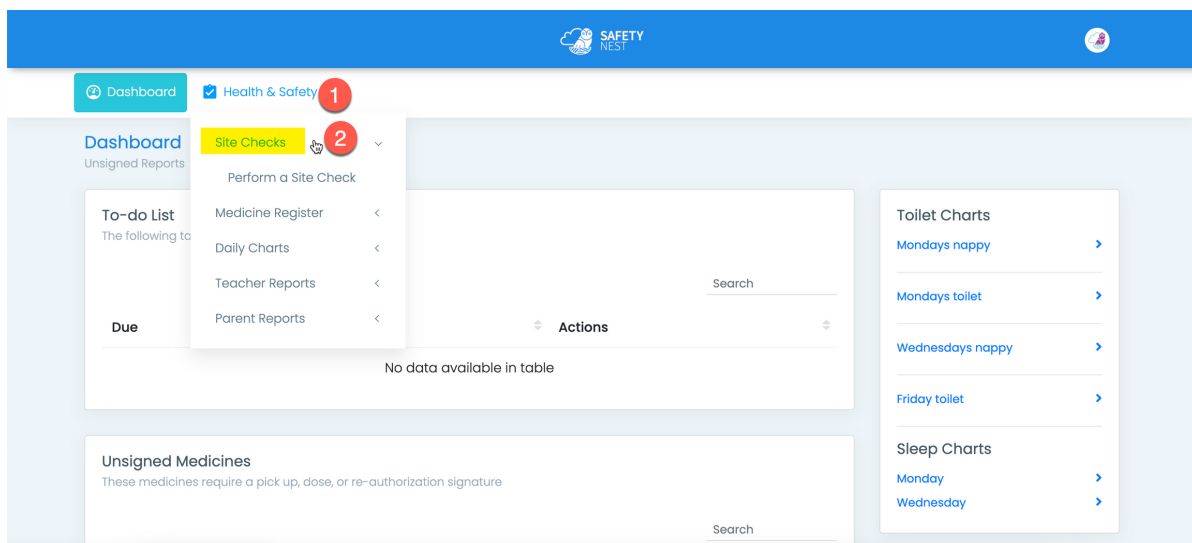 SAFETY
NEST
Dashboard
Health & Safety
1
Dashboard
Unsigned Reports
Site Checks
2
Perform a Site Check
Medicine Register
Daily Charts
Teacher Reports
Parent Reports
To-do List
The following to
Search
Due
Actions
No data available in table
Unsigned Medicines
These medicines require a pick up, dose, or re-authorization signature
Search
Toilet Charts
Mondays nappy
Mondays toilet
Wednesdays nappy
Friday toilet
Sleep Charts
Monday
Wednesday